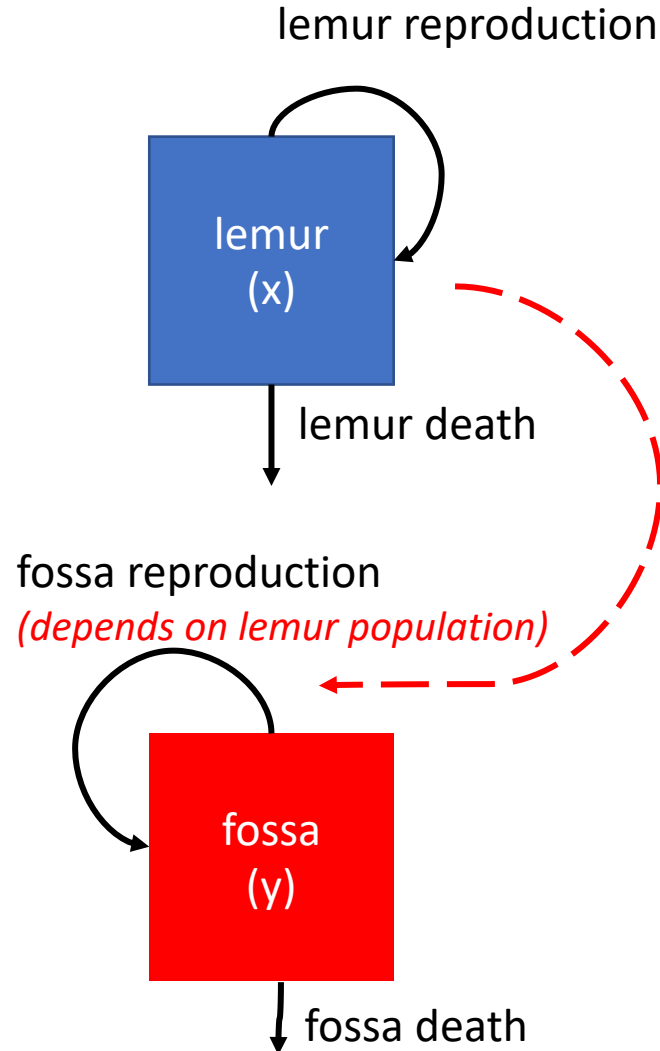 lemur reproduction
lemur
(x)
lemur death
fossa reproduction
(depends on lemur population)
fossa
(y)
fossa death